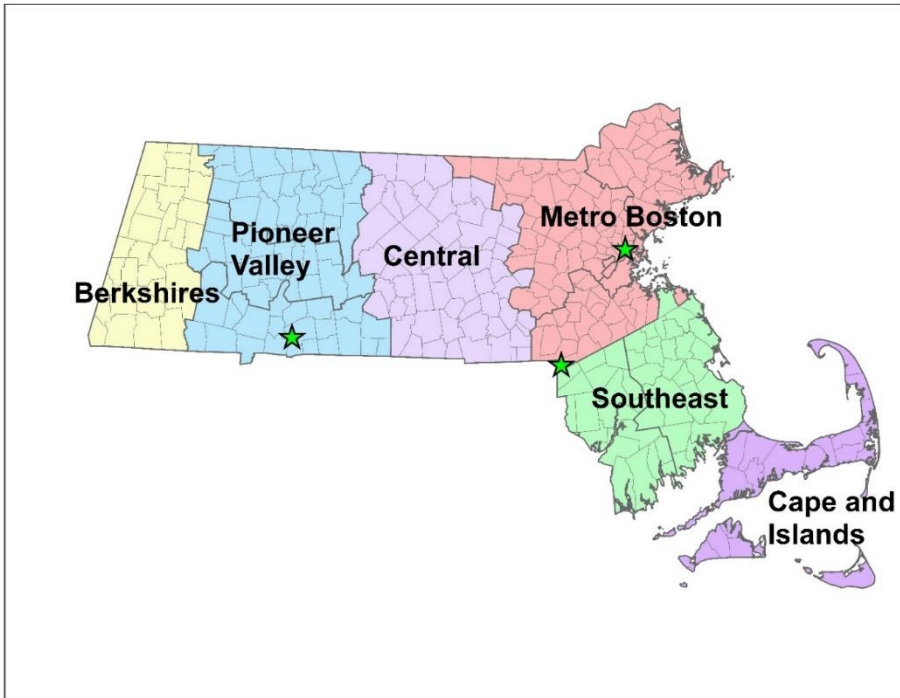 Metro Boston
Pioneer
Valley
Central
Berkshires
Southeast
Cape and
Islands